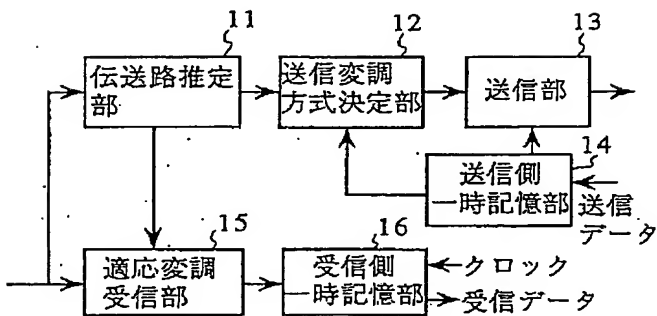 11
伝送路推定
部
12
送信変調
方式決定部
13
送信部
14
送信側
一時記憶部
送信
データ
15
適応変調
受信部
16
受信側
一時記憶部
クロック
受信データ